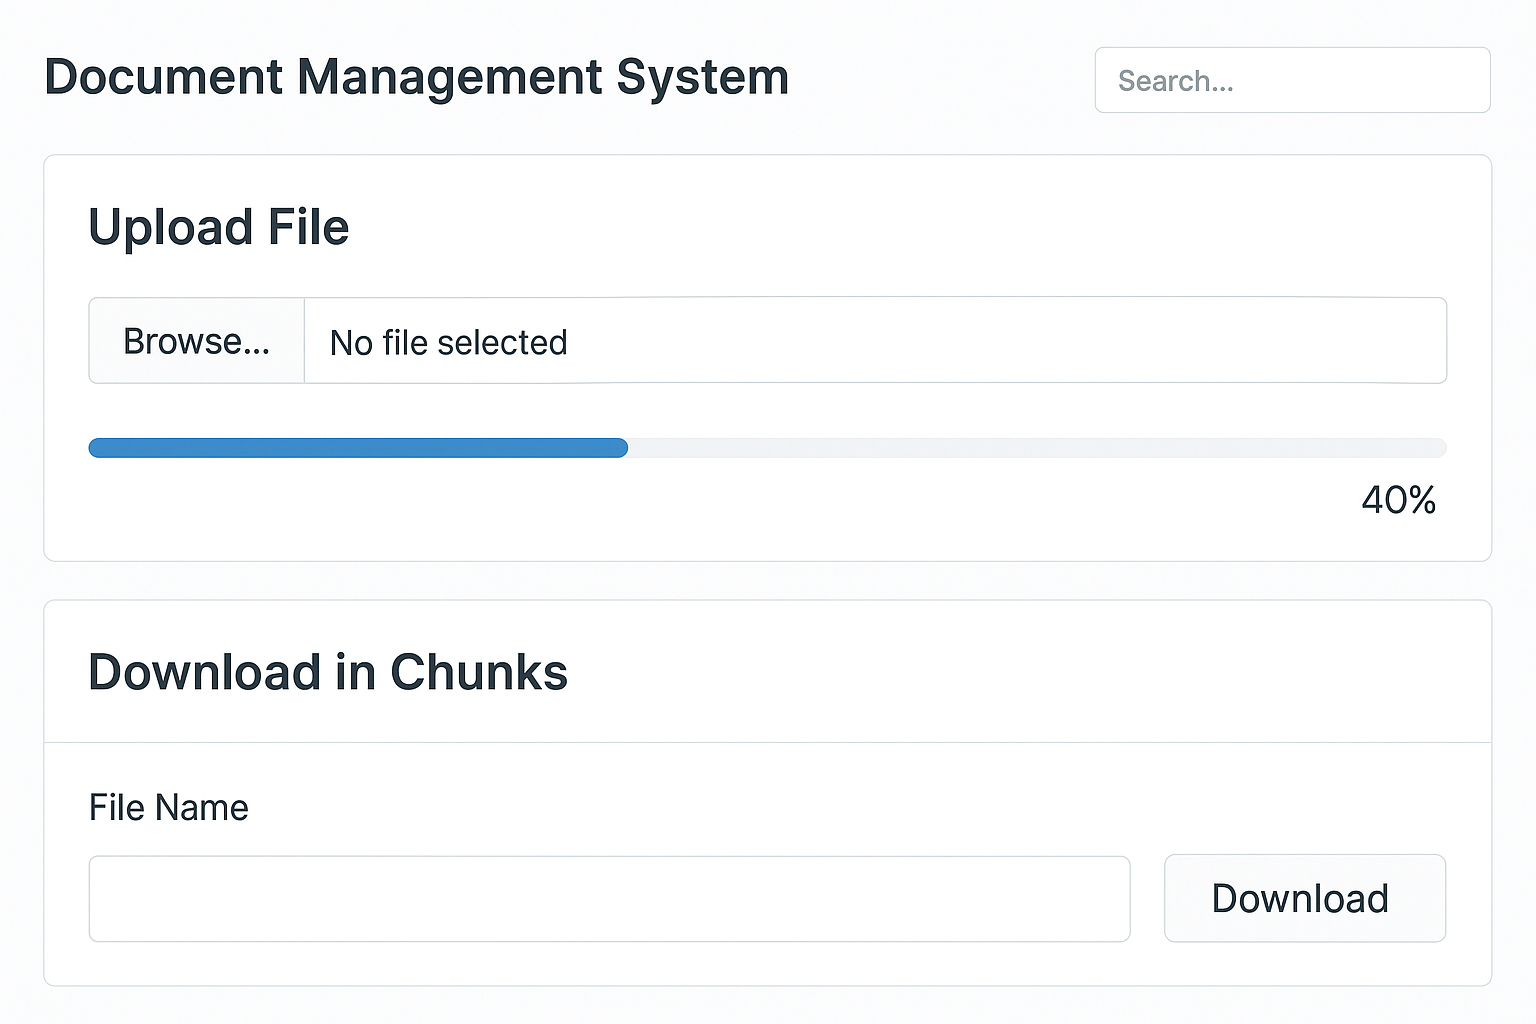 Document Management System
Search...
Upload File
Browse... No file selected
40%
Download in Chunks
File Name
Download